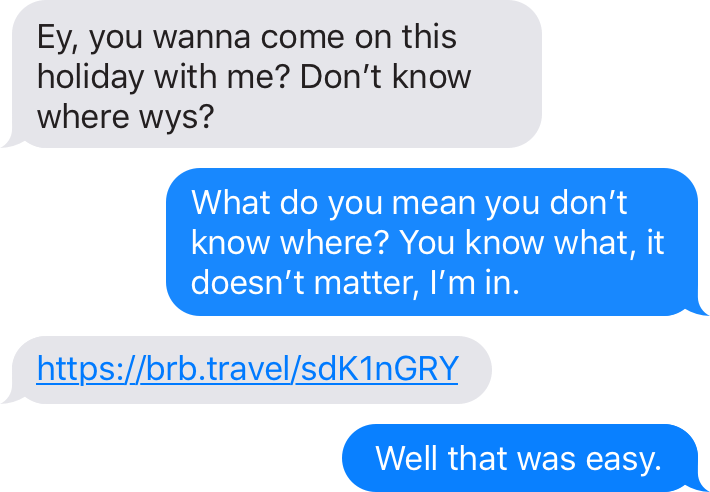 Ey, you wanna come on this
holiday with me? Don’t know
where wys?
What do you mean you don’t
know where? You know what, it
doesn’t matter, I’m in.
https://brb.travel/sdK1nGRY
Well that was easy.